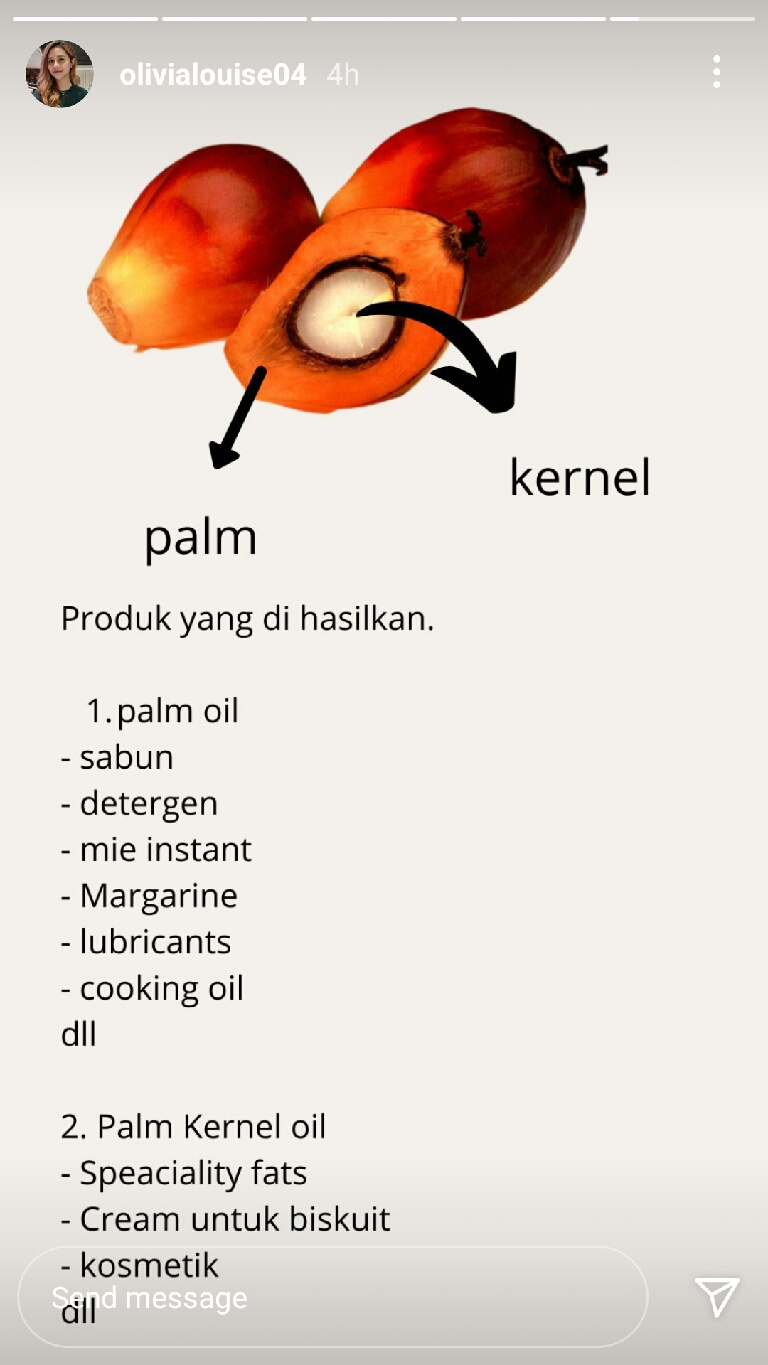 olivialouise04 4h
kernel
palm
Produk yang di hasilkan.
1. palm oil
- sabun
- detergen
- mie instant
- Margarine
- lubricants
- cooking oil
dll
2. Palm Kernel oil
- Speaciality fats
- Cream untuk biskuit
- kosmetik
Send message
dll